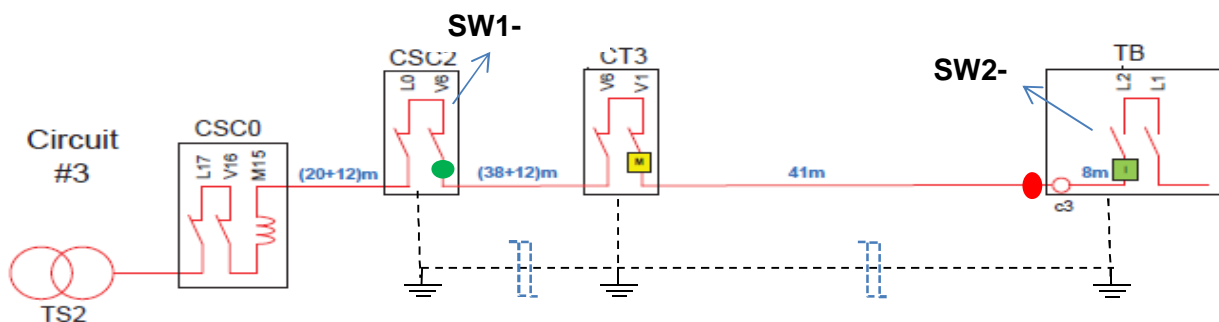 SW1-
CSC2
L0
V6
CT3
V6
V1
M
SW2-
TB
L2
L1
I
Circuit
#3
CSC0
L17
V16
M15
(20+12)m
(38+12)m
41m
8m
c3
TS2